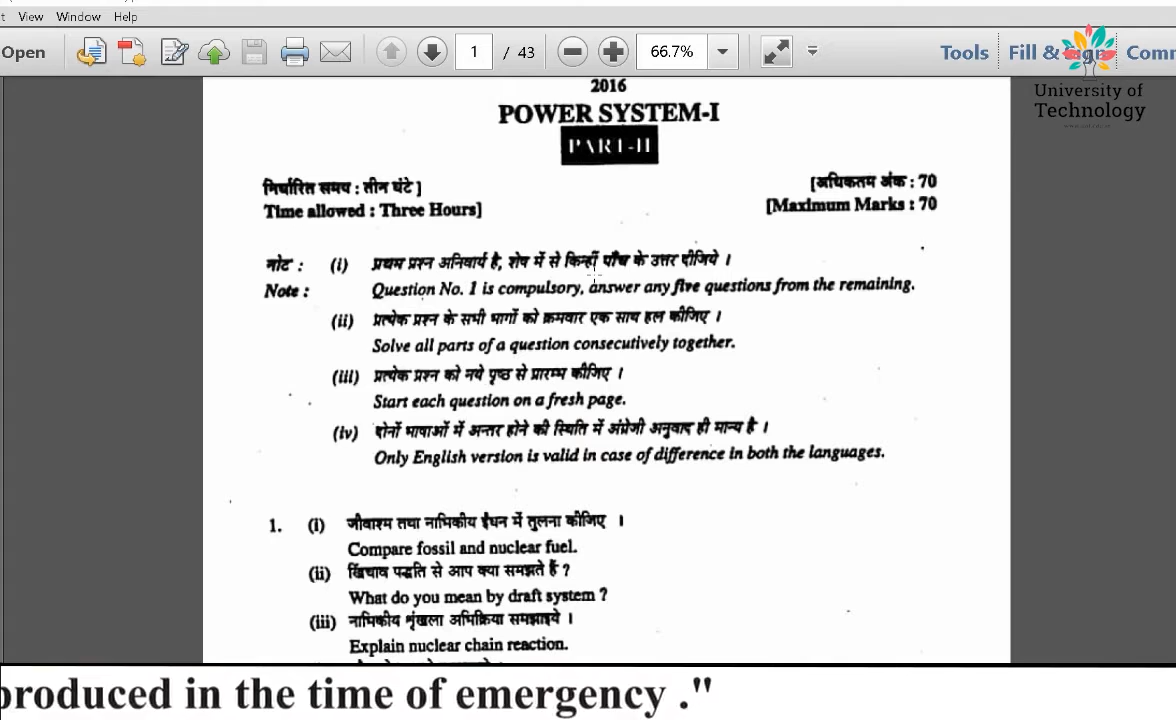 t View Window Help
Open 1 / 43 66.7% Tools Fill & Sign Comm
University of
Technology
2016
POWER SYSTEM-I
PART-II
निर्धारित समय : तीन घंटे ] [अधिकतम अंक : 70
Time allowed : Three Hours] [Maximum Marks : 70
नोट : (i) प्रथम प्रश्न अनिवार्य है, शेष में से किन्हीं पाँच के उत्तर दीजिये ।
Note : Question No. 1 is compulsory, answer any five questions from the remaining.
(ii) प्रत्येक प्रश्न के सभी भागों को क्रमवार एक साथ हल कीजिए ।
Solve all parts of a question consecutively together.
(iii) प्रत्येक प्रश्न को नये पृष्ठ से प्रारम्भ कीजिए ।
Start each question on a fresh page.
(iv) दोनों भाषाओं में अन्तर होने की स्थिति में अंग्रेजी अनुवाद ही मान्य है ।
Only English version is valid in case of difference in both the languages.
1. (i) जीवाश्म तथा नाभिकीय ईंधन में तुलना कीजिए ।
Compare fossil and nuclear fuel.
(ii) खिंचाव पद्धति से आप क्या समझते हैं ?
What do you mean by draft system ?
(iii) नाभिकीय शृंखला अभिक्रिया समझाइये ।
Explain nuclear chain reaction.
produced in the time of emergency ."